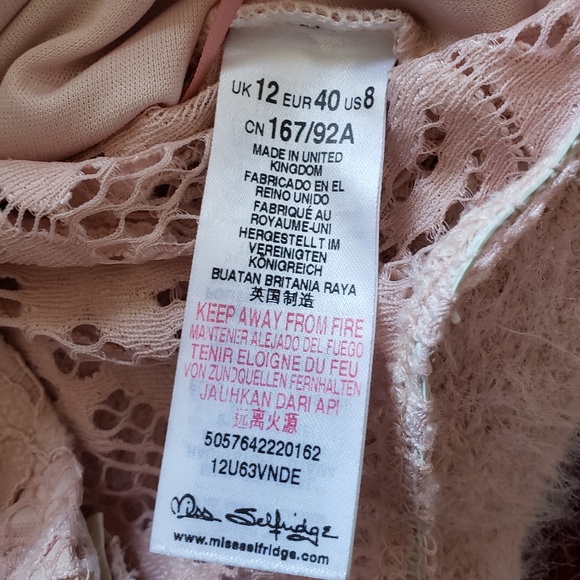 UK 12 EUR 40 US 8
CN 167/92A
MADE IN UNITED
KINGDOM
FABRICADO EN EL
REINO UNIDO
FABRIQUÉ AU
ROYAUME-UNI
HERGESTELLT IM
VEREINIGTEN
KÖNIGREICH
BUATAN BRITANIA RAYA
英国制造
KEEP AWAY FROM FIRE
MANTENER ALEJADO DEL FUEGO
TENIR ELOIGNE DU FEU
VON ZUNDQUELLEN FERNHALTEN
JAUHKAN DARI API
远离火源
5057642220162
12U63VNDE
Miss Selfridge
www.missselfridge.com